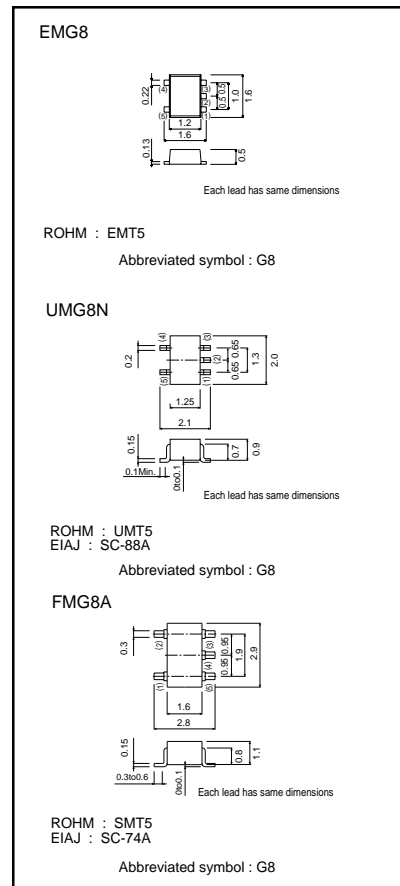 EMG8
0.22
(4)
(3)
(2)
(5)
(1)
1.2
1.6
0.5 0.5
1.0
1.6
0.13
0.5
Each lead has same dimensions
ROHM : EMT5
Abbreviated symbol : G8
UMG8N
0.2
(4)
(3)
(2)
(5)
(1)
1.25
2.1
0.65 0.65
1.3
2.0
0.15
0.1Min.
0to0.1
0.7
0.9
Each lead has same dimensions
ROHM : UMT5
EIAJ : SC-88A
Abbreviated symbol : G8
FMG8A
0.3
(2)
(3)
(4)
(1)
(5)
1.6
2.8
0.95 0.95
1.9
2.9
0.15
0.3to0.6
0to0.1
0.8
1.1
Each lead has same dimensions
ROHM : SMT5
EIAJ : SC-74A
Abbreviated symbol : G8